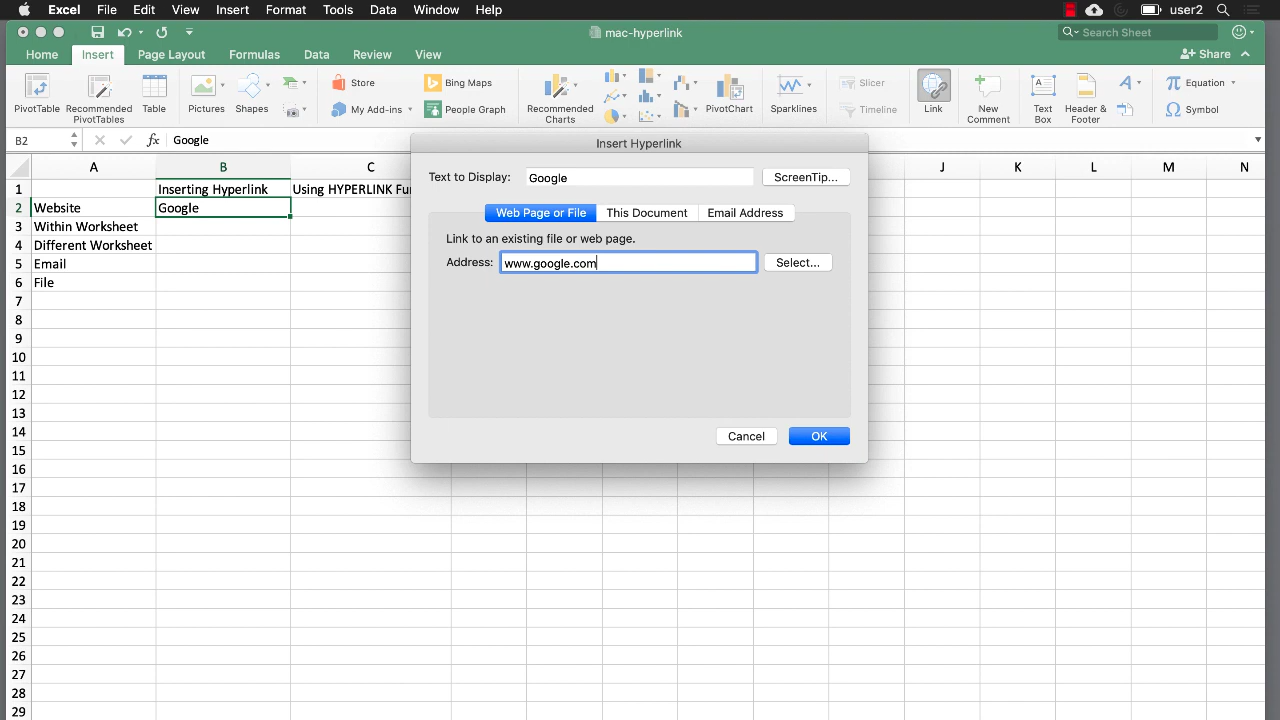 Excel File Edit View Insert Format Tools Data Window Help user2
mac-hyperlink
Search Sheet
Home Insert Page Layout Formulas Data Review View Share
PivotTable
Recommended PivotTables
Table
Pictures
Shapes
Store
My Add-ins
Bing Maps
People Graph
Recommended Charts
PivotChart
Sparklines
Slicer
Timeline
Link
New Comment
Text Box
Header & Footer
A
Equation
Symbol
B2 fx Google
Insert Hyperlink
Text to Display: Google ScreenTip...
Web Page or File This Document Email Address
Link to an existing file or web page.
Address: www.google.com Select...
Cancel OK
A B C J K L M N
1 Inserting Hyperlink Using HYPERLINK Fu
2 Website Google
3 Within Worksheet
4 Different Worksheet
5 Email
6 File
7
8
9
10
11
12
13
14
15
16
17
18
19
20
21
22
23
24
25
26
27
28
29